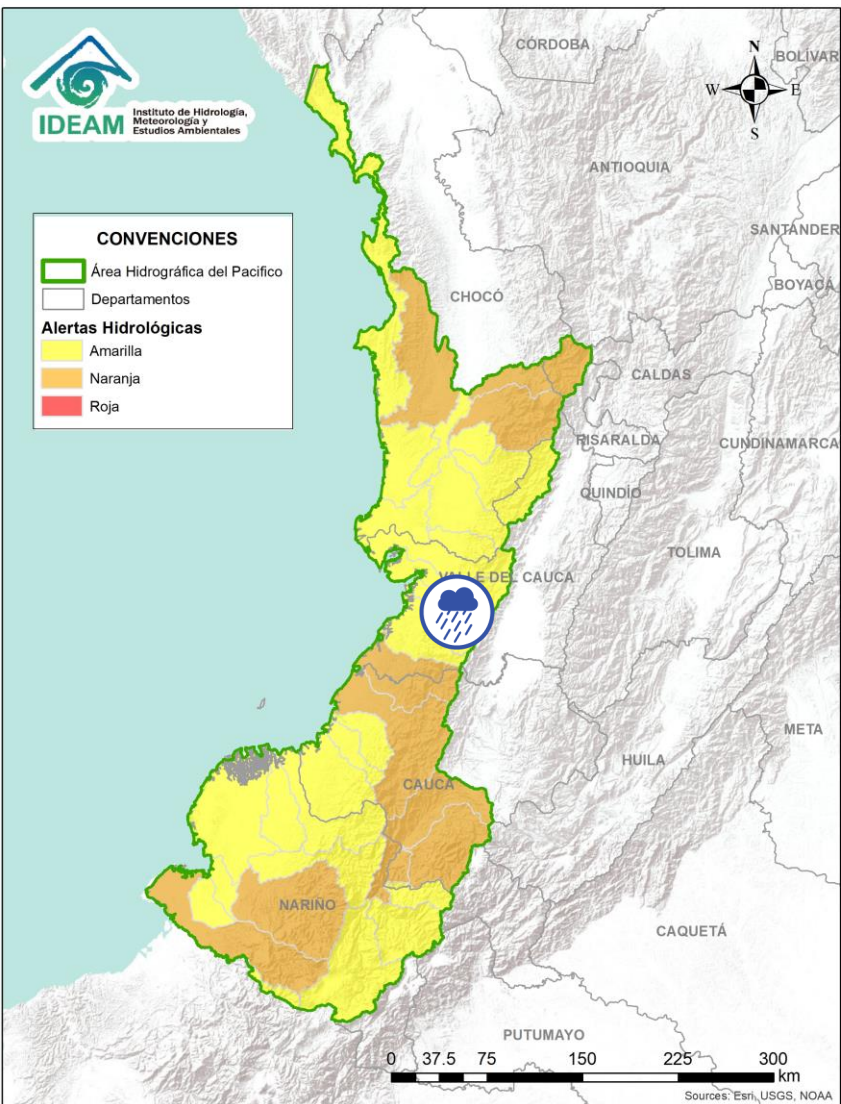 IDEAM
Instituto de Hidrología,
Meteorología y
Estudios Ambientales
CÓRDOBA
N
BOLÍVAR
W
E
S
ANTIOQUIA
SANTANDER
CONVENCIONES
Área Hidrográfica del Pacifico
Departamentos
Alertas Hidrológicas
Amarilla
Naranja
Roja
BOYACÁ
CHOCÓ
CALDAS
RISARALDA
CUNDINAMARCA
QUINDÍO
TOLIMA
VALLE DEL CAUCA
META
HUILA
CAUCA
NARIÑO
CAQUETÁ
PUTUMAYO
0 37.5 75 150 225 300
km
Sources: Esri, USGS, NOAA